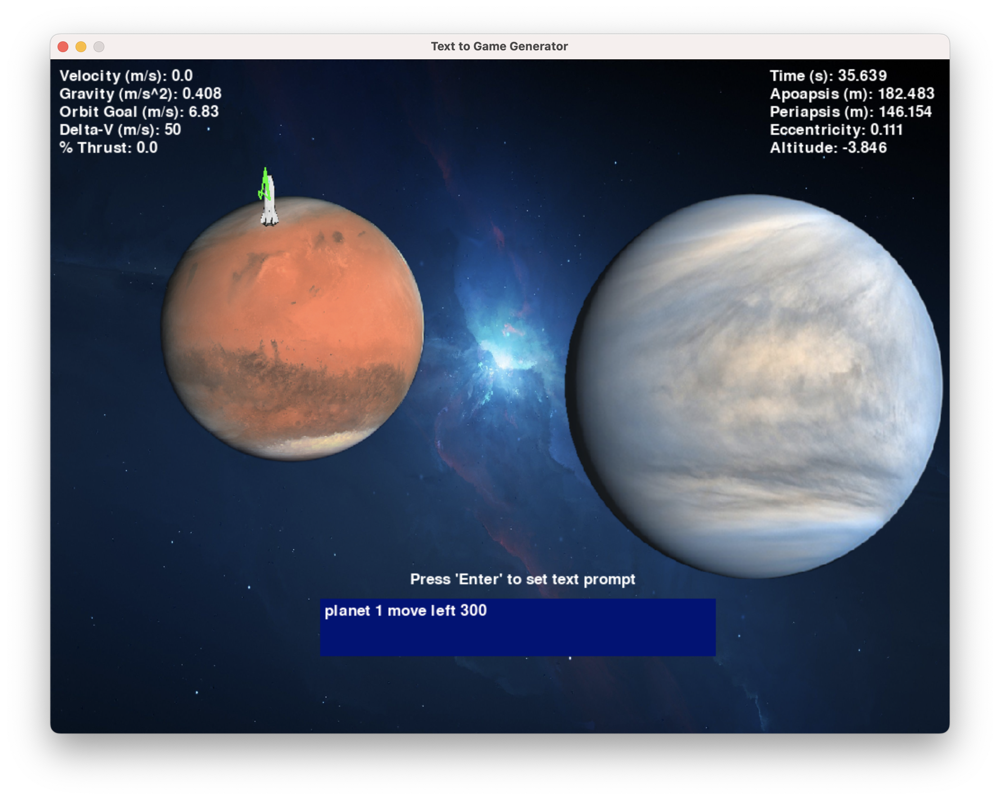 Text to Game Generator
Velocity (m/s): 0.0
Gravity (m/s^2): 0.408
Orbit Goal (m/s): 6.83
Delta-V (m/s): 50
% Thrust: 0.0
Time (s): 35.639
Apoapsis (m): 182.483
Periapsis (m): 146.154
Eccentricity: 0.111
Altitude: -3.846
Press 'Enter' to set text prompt
planet 1 move left 300